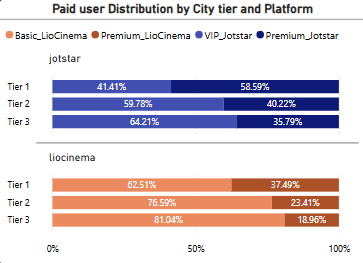 Paid user Distribution by City tier and Platform
Basic_LioCinema Premium_LioCinema VIP_Jotstar Premium_Jotstar
jotstar
Tier 1 41.41% 58.59%
Tier 2 59.78% 40.22%
Tier 3 64.21% 35.79%
liocinema
Tier 1 62.51% 37.49%
Tier 2 76.59% 23.41%
Tier 3 81.04% 18.96%
0% 50% 100%